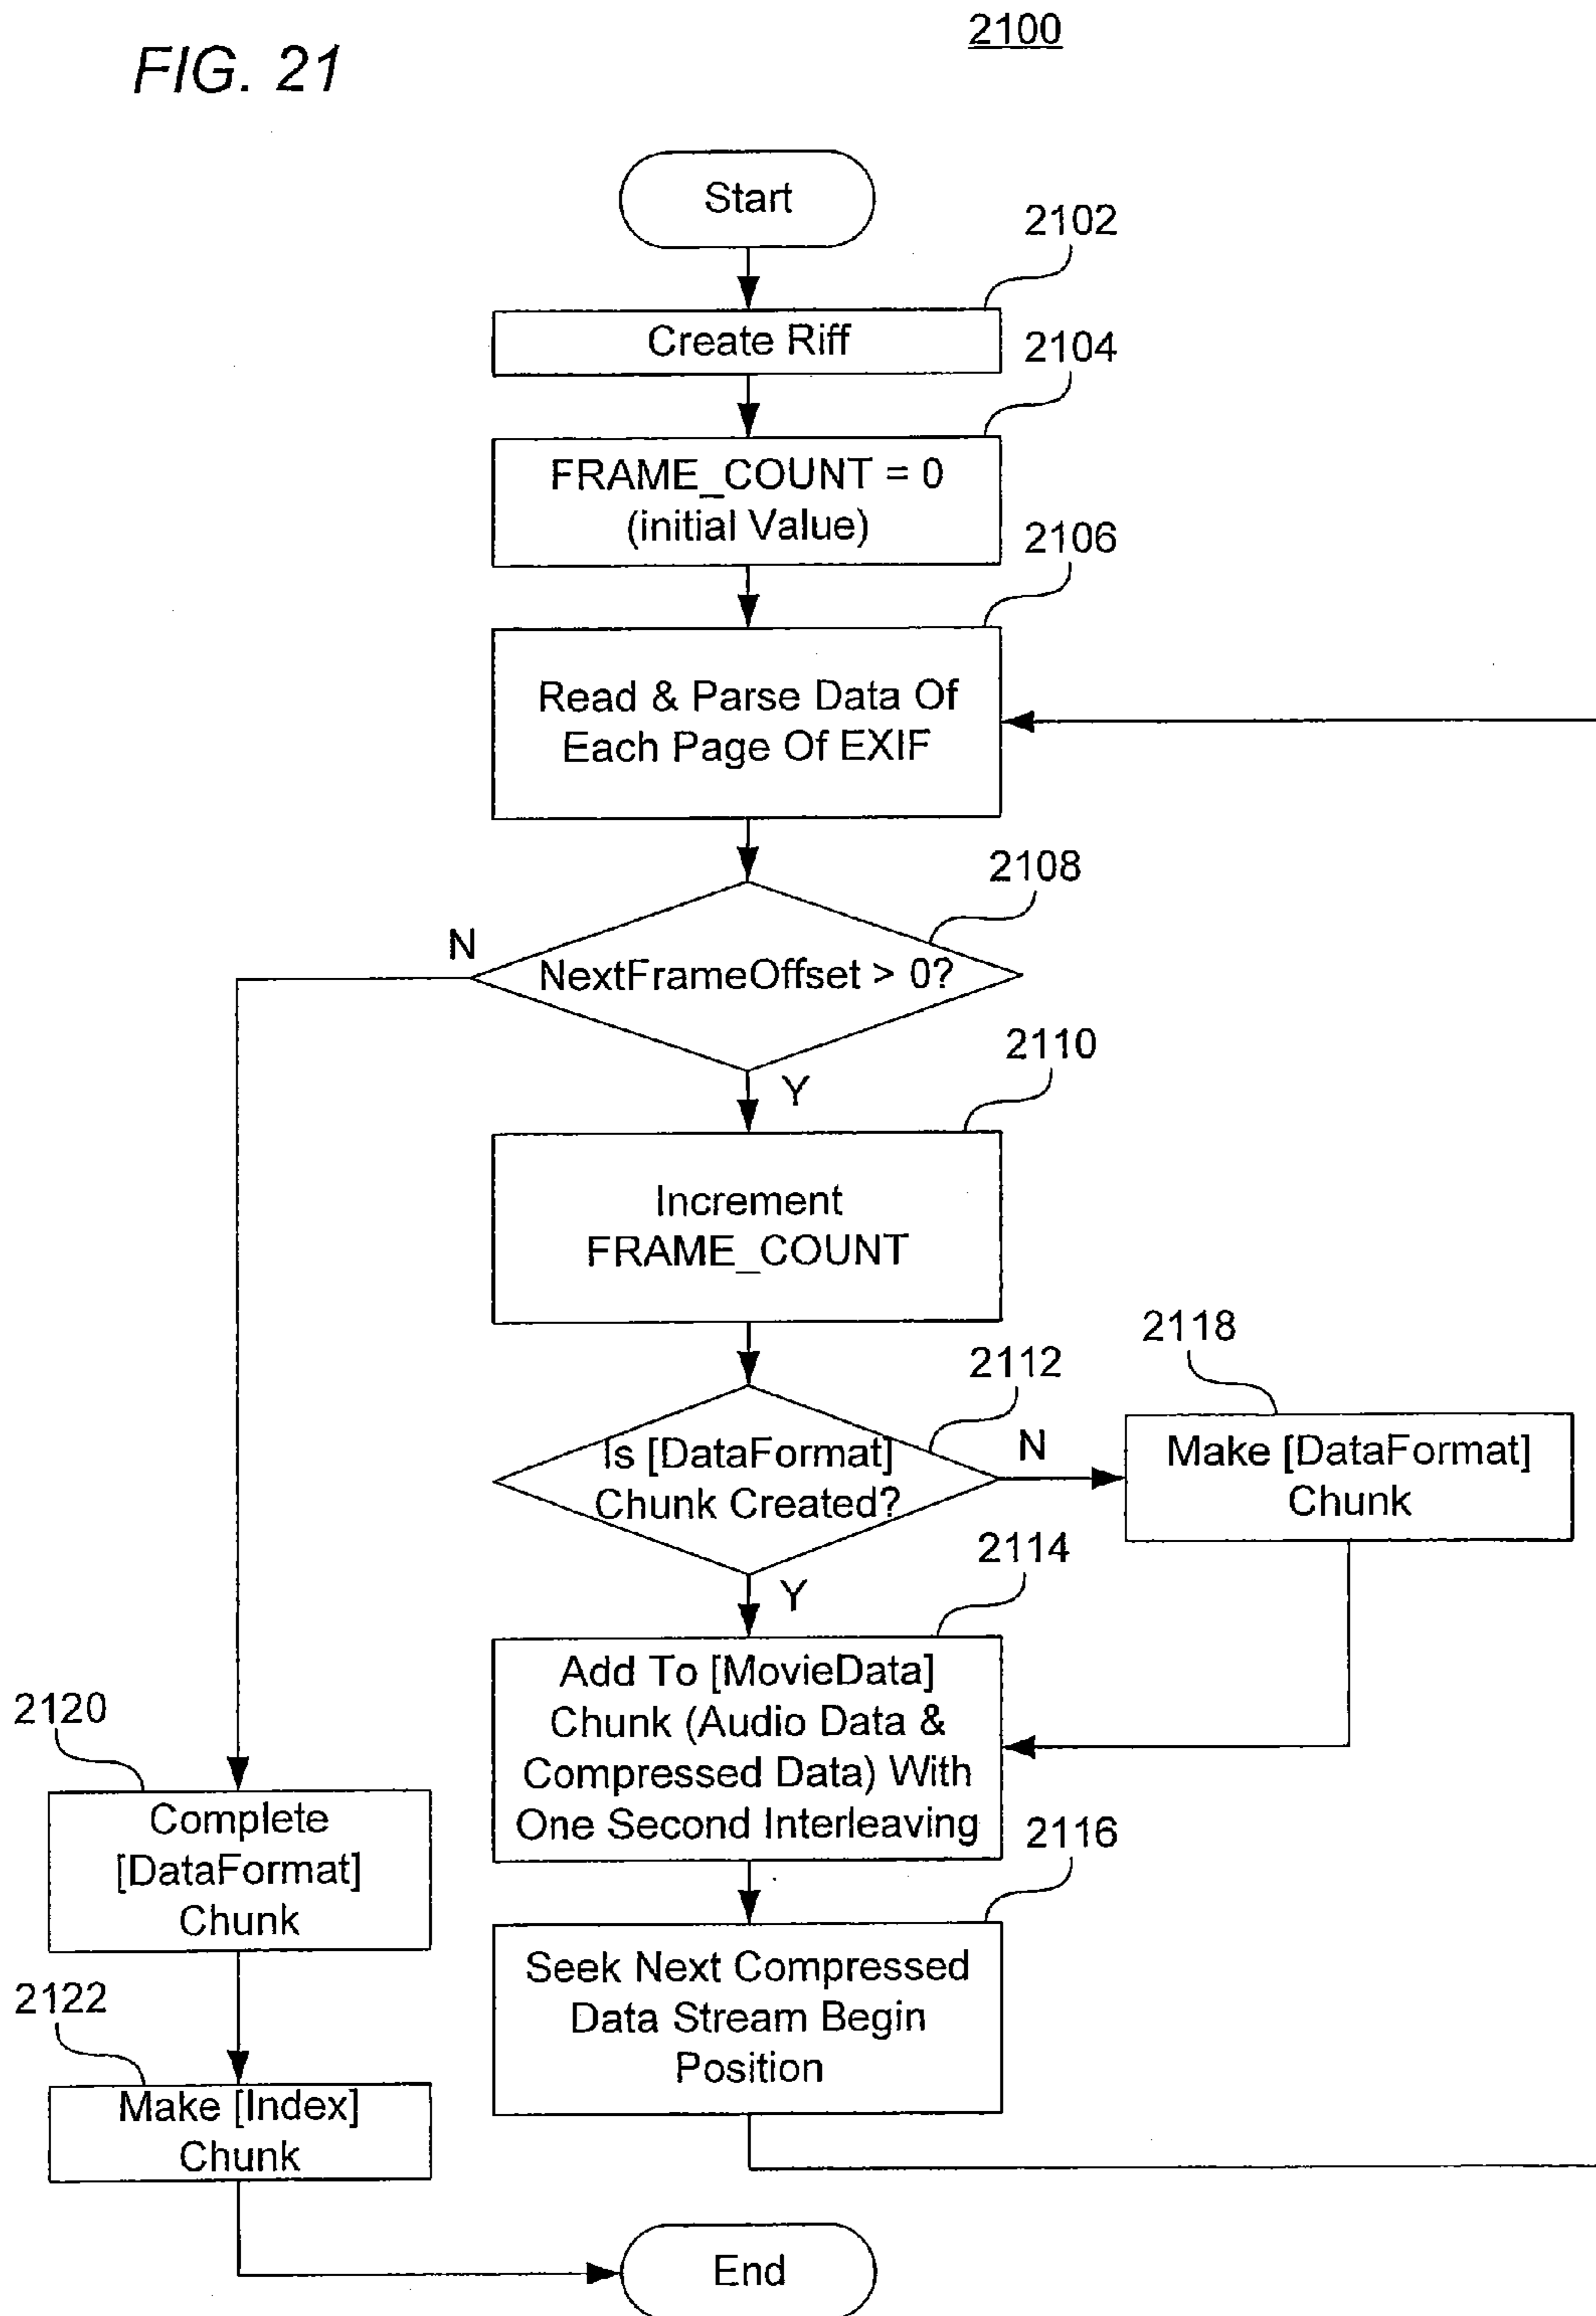 2100
FIG. 21
Start
2102
Create Riff
2104
FRAME_COUNT = 0
(initial Value)
2106
Read & Parse Data Of
Each Page Of EXIF
2108
N
NextFrameOffset > 0?
2110
Y
Increment
FRAME_COUNT
2118
2112
Is [DataFormat]
Chunk Created?
N
Make [DataFormat]
Chunk
2114
Y
Add To [MovieData]
Chunk (Audio Data &
Compressed Data) With
One Second Interleaving
2120
Complete
[DataFormat]
Chunk
2116
Seek Next Compressed
Data Stream Begin
Position
2122
Make [Index]
Chunk
End